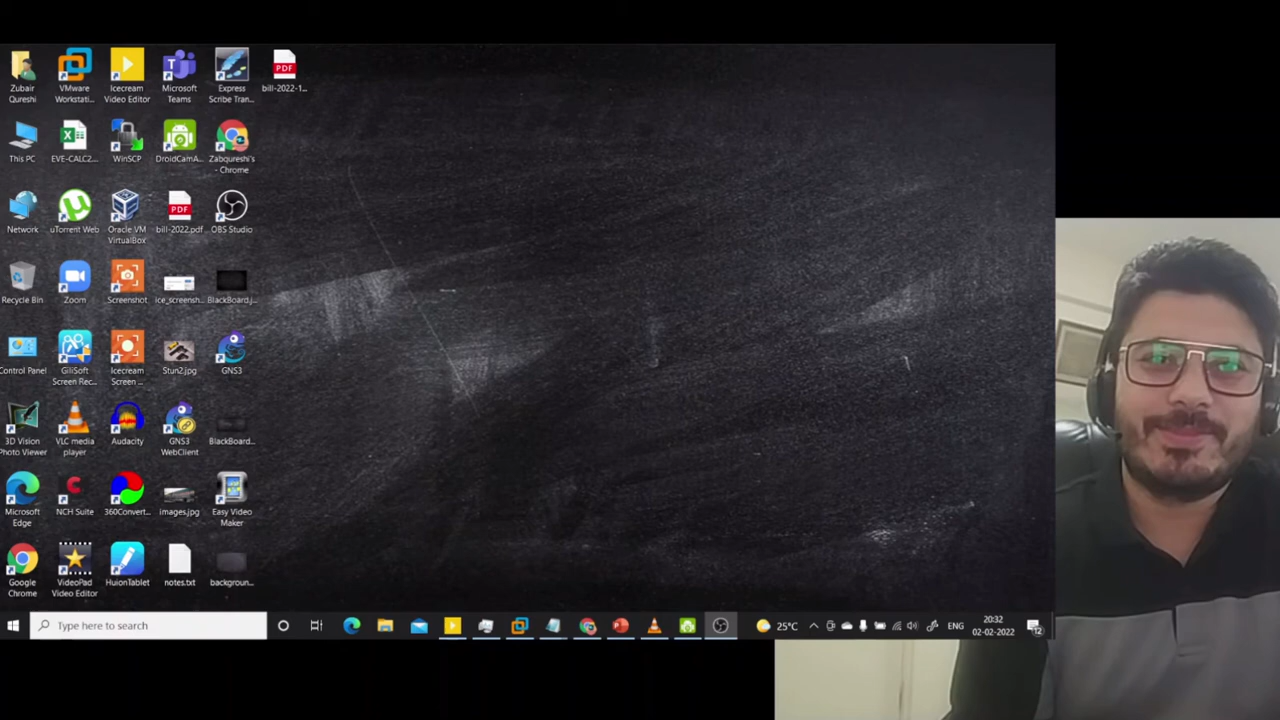 Zubair
Qureshi
VMware
Workstati...
Icecream
Video Editor
Microsoft
Teams
Express
Scribe Tran...
PDF
bill-2022-1...
This PC
EVE-CALC2....
WinSCP
DroidCamA...
Zabqureshi's
- Chrome
Network
uTorrent Web
Oracle VM
VirtualBox
PDF
bill-2022.pdf
OBS Studio
Recycle Bin
Zoom
Screenshot
ice_screensh...
BlackBoard.j...
Control Panel
GiliSoft
Screen Rec...
Icecream
Screen ...
Stun2.jpg
GNS3
3D Vision
Photo Viewer
VLC media
player
Audacity
GNS3
WebClient
BlackBoard...
Microsoft
Edge
NCH Suite
360Convert...
images.jpg
Easy Video
Maker
Google
Chrome
VideoPad
Video Editor
HuionTablet
notes.txt
backgroun...
Type here to search
25°C
ENG
20:32
02-02-2022
12